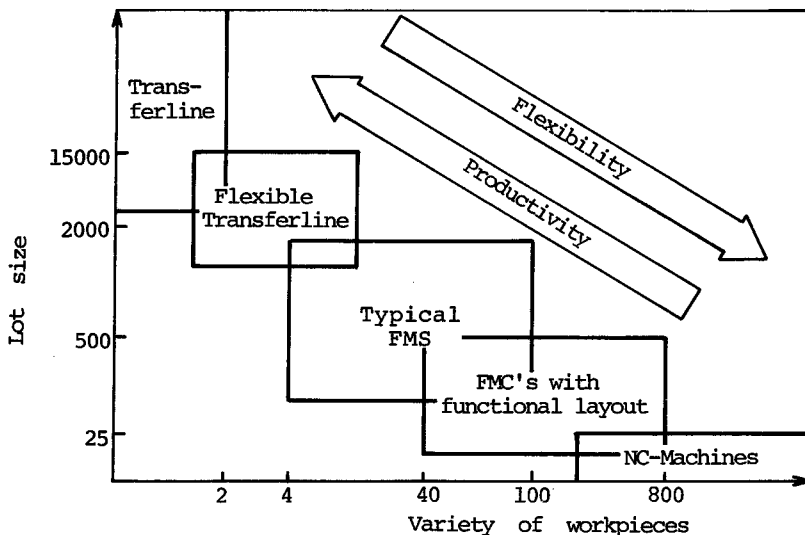 Trans-
ferline
Flexibility
Productivity
15000
Flexible
Transferline
2000
Lot size
Typical
FMS
500
FMC's with
functional layout
25
NC-Machines
2 4 40 100 800
Variety of workpieces